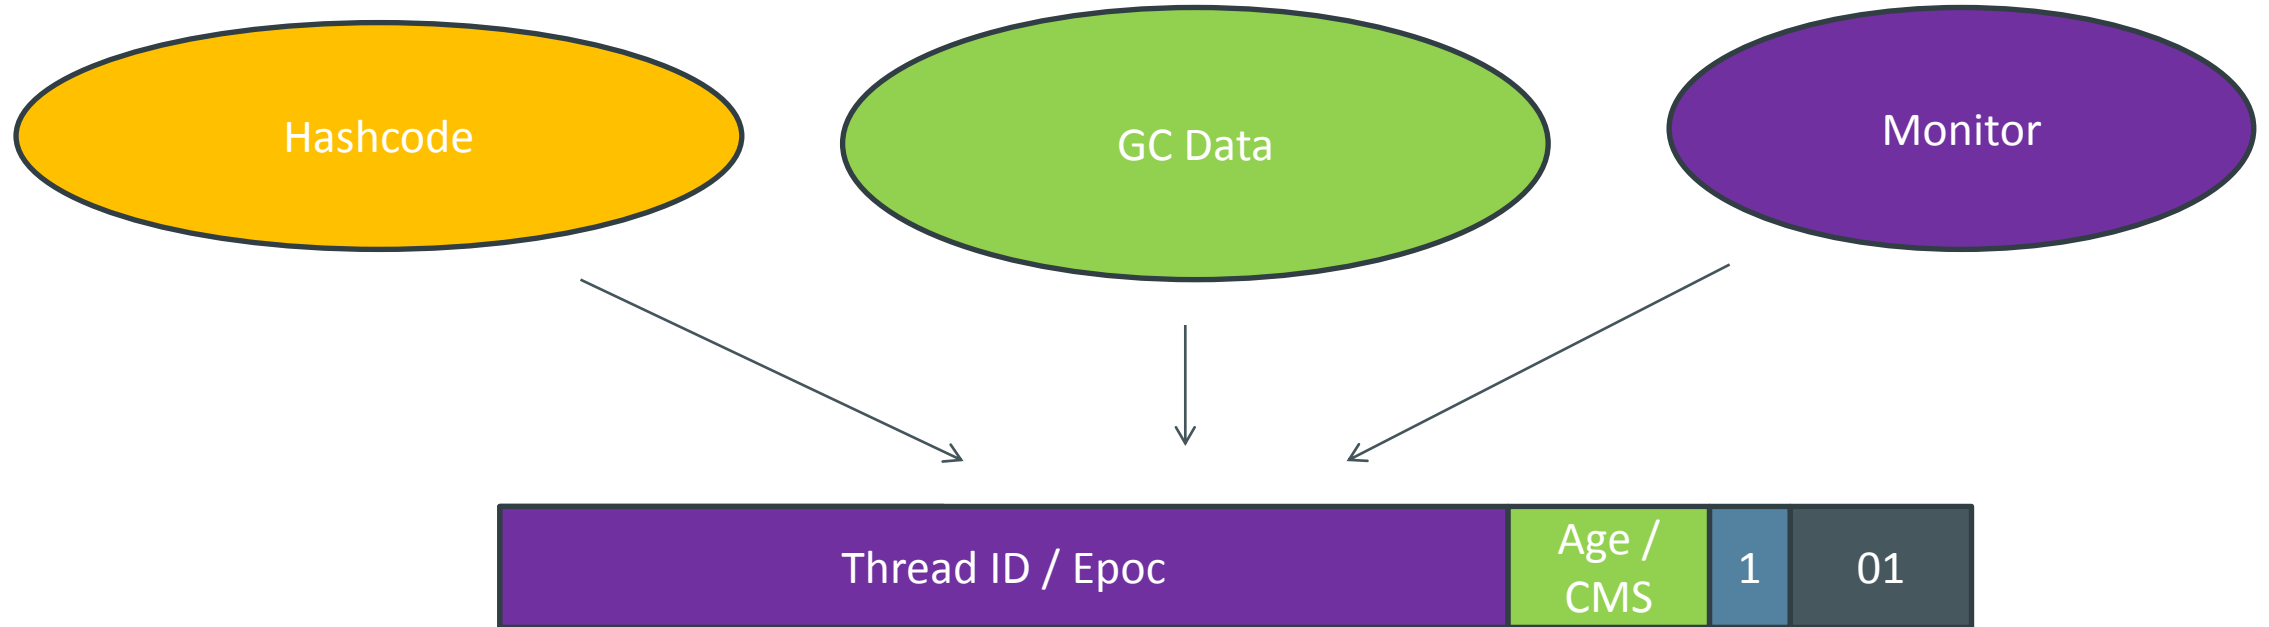 Hashcode
GC Data
Monitor
Thread ID / Epoc
Age /
CMS
1
01